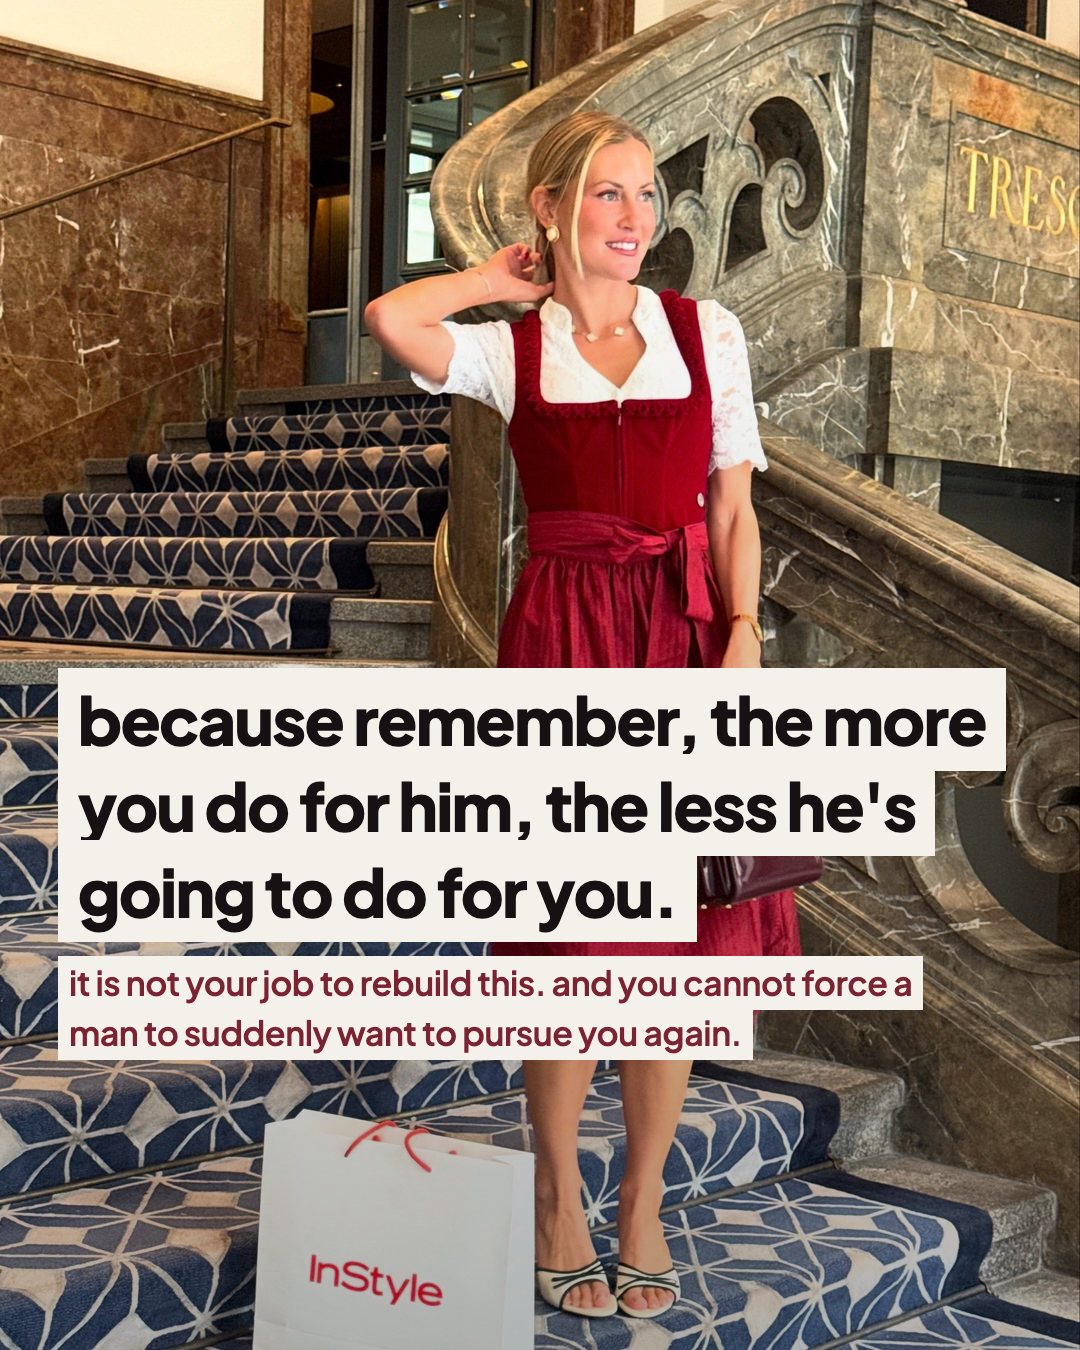 TRESO
because remember, the more
you do for him, the less he's
going to do for you.
it is not your job to rebuild this. and you cannot force a
man to suddenly want to pursue you again.
InStyle